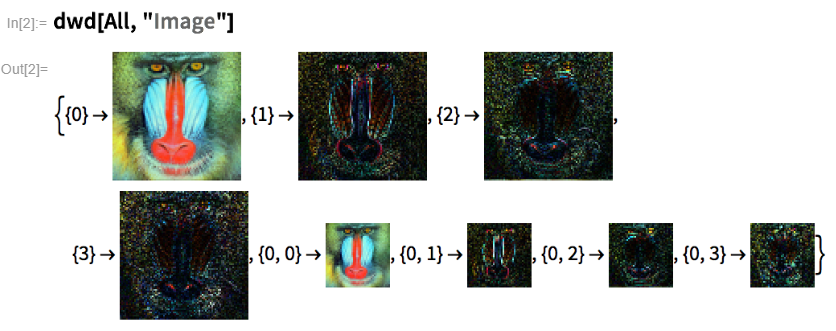 In[2]:= dwd[All, "Image"]
Out[2]=
{{0} → , {1} → , {2} → ,
{3} → , {0, 0} → , {0, 1} → , {0, 2} → , {0, 3} → }